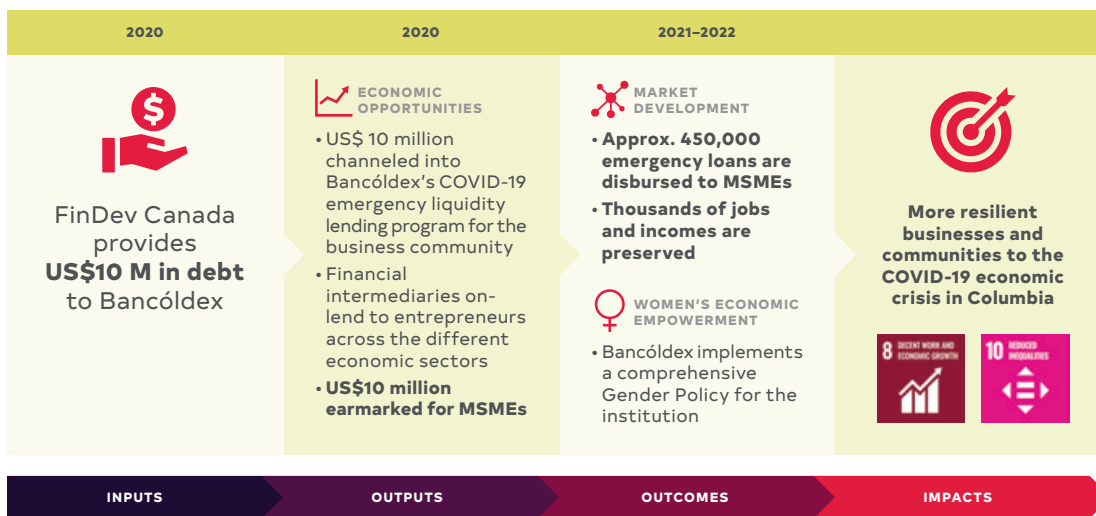 2020
2020
2021–2022
$
FinDev Canada
provides
US$10 M in debt
to Bancóldex
ECONOMIC
OPPORTUNITIES
• US$ 10 million
channeled into
Bancóldex's COVID-19
emergency liquidity
lending program for the
business community
• Financial
intermediaries on-
lend to entrepreneurs
across the different
economic sectors
• US$10 million
earmarked for MSMEs
MARKET
DEVELOPMENT
• Approx. 450,000
emergency loans are
disbursed to MSMEs
• Thousands of jobs
and incomes are
preserved
WOMEN'S ECONOMIC
EMPOWERMENT
• Bancóldex implements
a comprehensive
Gender Policy for the
institution
More resilient
businesses and
communities to the
COVID-19 economic
crisis in Columbia
8 DECENT WORK AND
ECONOMIC GROWTH
10 REDUCED
INEQUALITIES
INPUTS
OUTPUTS
OUTCOMES
IMPACTS